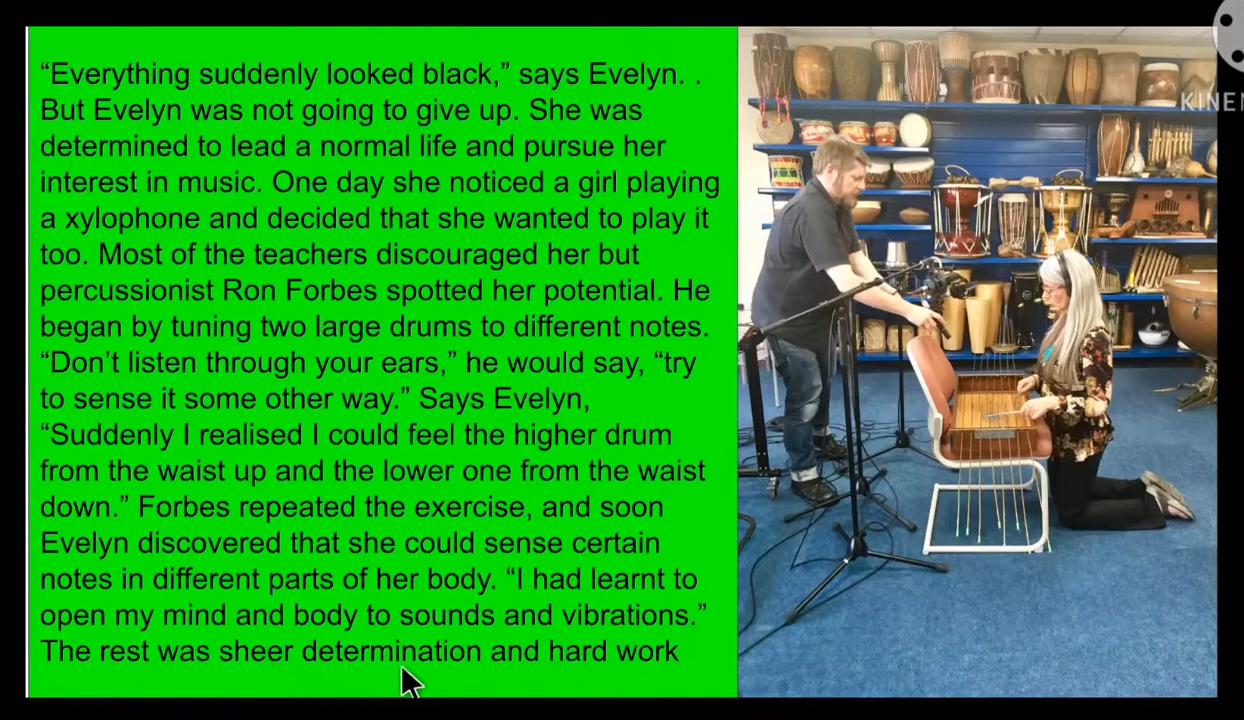 “Everything suddenly looked black,” says Evelyn. .
But Evelyn was not going to give up. She was
determined to lead a normal life and pursue her
interest in music. One day she noticed a girl playing
a xylophone and decided that she wanted to play it
too. Most of the teachers discouraged her but
percussionist Ron Forbes spotted her potential. He
began by tuning two large drums to different notes.
“Don’t listen through your ears,” he would say, “try
to sense it some other way.” Says Evelyn,
“Suddenly I realised I could feel the higher drum
from the waist up and the lower one from the waist
down.” Forbes repeated the exercise, and soon
Evelyn discovered that she could sense certain
notes in different parts of her body. “I had learnt to
open my mind and body to sounds and vibrations.”
The rest was sheer determination and hard work